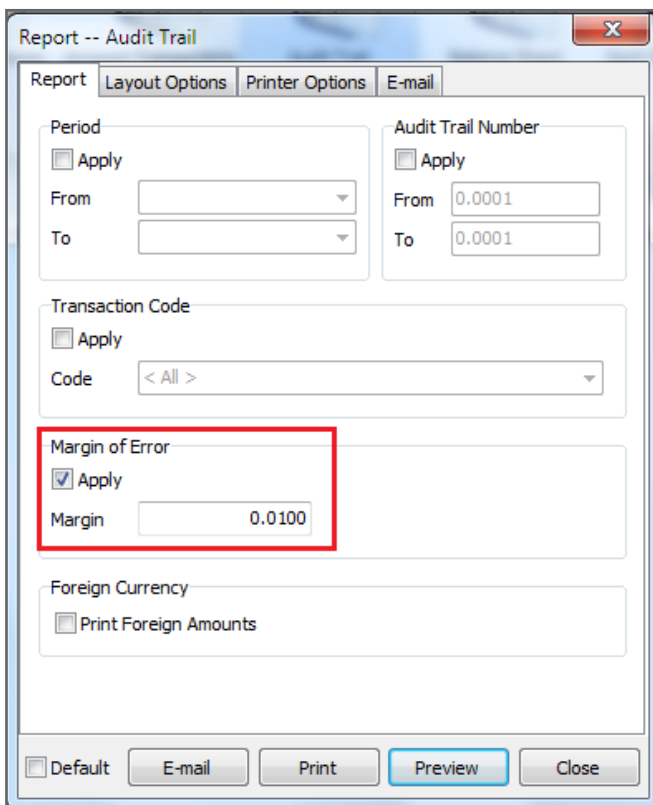 Report -- Audit Trail
Report Layout Options Printer Options E-mail
Period
Apply
From
To
Audit Trail Number
Apply
From 0.0001
To 0.0001
Transaction Code
Apply
Code < All >
Margin of Error
Apply
Margin 0.0100
Foreign Currency
Print Foreign Amounts
Default E-mail Print Preview Close